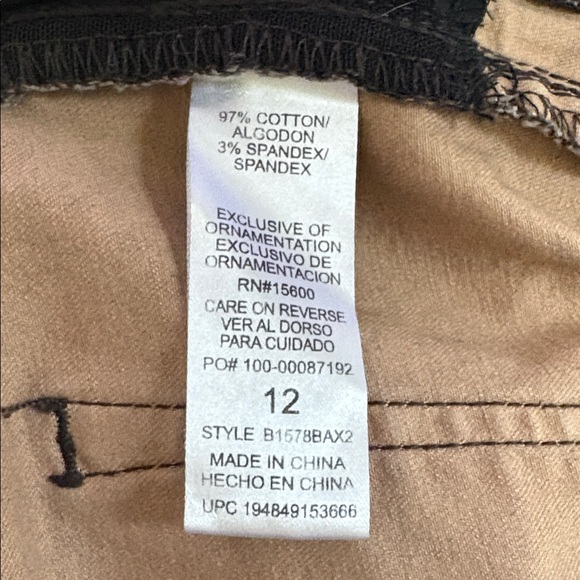 97% COTTON/
ALGODON
3% SPANDEX/
SPANDEX
EXCLUSIVE OF
ORNAMENTATION
EXCLUSIVO DE
ORNAMENTACION
RN#15600
CARE ON REVERSE
VER AL DORSO
PARA CUIDADO
PO# 100-00087192
12
STYLE B1578BAX2
MADE IN CHINA
HECHO EN CHINA
UPC 194849153666